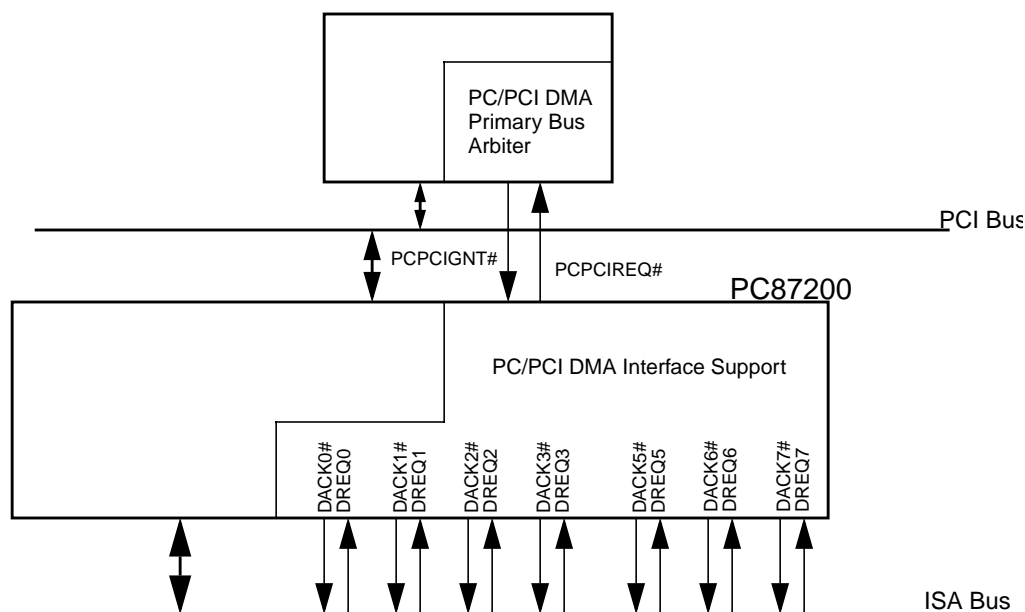 PC/PCI DMA
Primary Bus
Arbiter
PCI Bus
PCPCIGNT#
PCPCIREQ#
PC87200
PC/PCI DMA Interface Support
DACK0#
DREQ0
DACK1#
DREQ1
DACK2#
DREQ2
DACK3#
DREQ3
DACK5#
DREQ5
DACK6#
DREQ6
DACK7#
DREQ7
ISA Bus